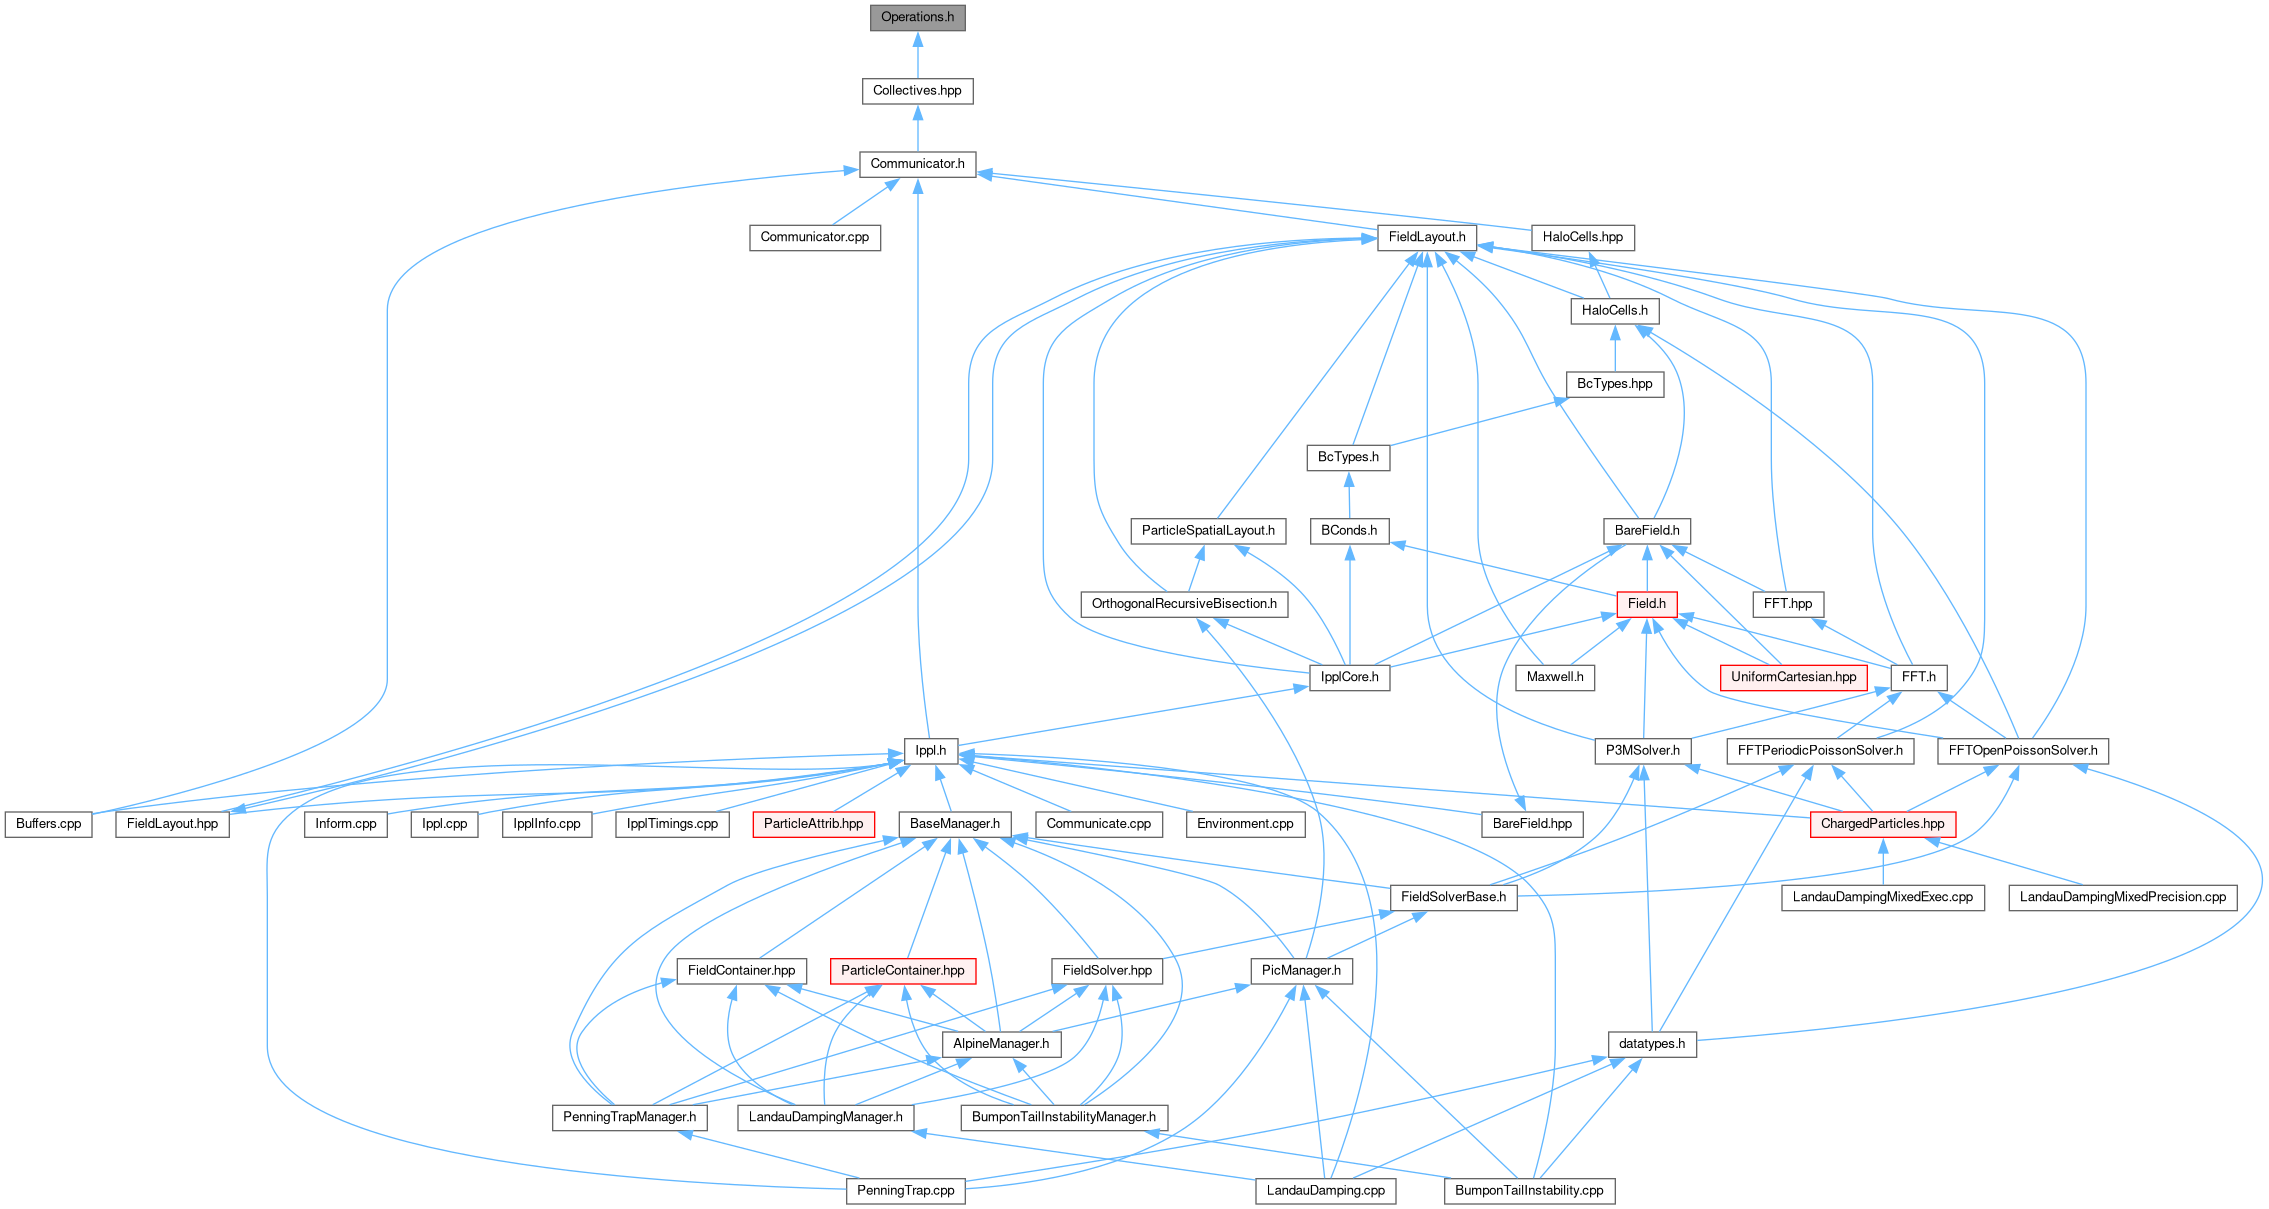 Operations.h
Collectives.hpp
Communicator.h
Communicator.cpp
FieldLayout.h
HaloCells.hpp
HaloCells.h
BcTypes.hpp
BcTypes.h
ParticleSpatialLayout.h
BConds.h
BareField.h
OrthogonalRecursiveBisection.h
Field.h
FFT.hpp
IpplCore.h
Maxwell.h
UniformCartesian.hpp
FFT.h
Ippl.h
P3MSolver.h
FFTPeriodicPoissonSolver.h
FFTOpenPoissonSolver.h
Buffers.cpp
FieldLayout.hpp
Inform.cpp
Ippl.cpp
IpplInfo.cpp
IpplTimings.cpp
ParticleAttrib.hpp
BaseManager.h
Communicate.cpp
Environment.cpp
BareField.hpp
ChargedParticles.hpp
FieldSolverBase.h
LandauDampingMixedExec.cpp
LandauDampingMixedPrecision.cpp
FieldContainer.hpp
ParticleContainer.hpp
FieldSolver.hpp
PicManager.h
AlpineManager.h
datatypes.h
PenningTrapManager.h
LandauDampingManager.h
BumponTailInstabilityManager.h
PenningTrap.cpp
LandauDamping.cpp
BumponTailInstability.cpp